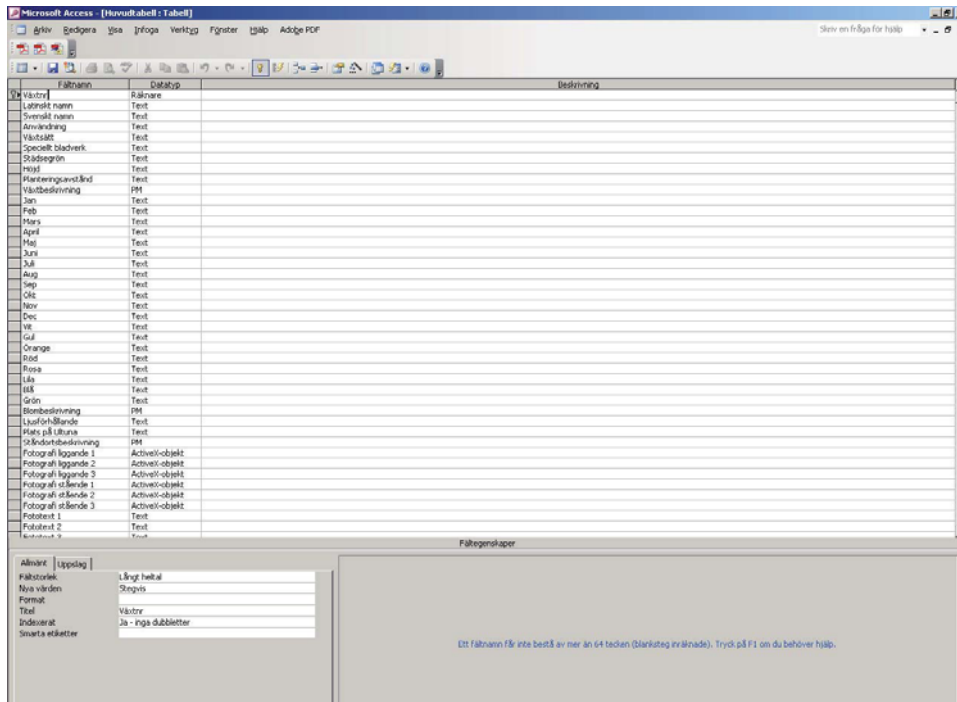 Microsoft Access - [Huvudtabell : Tabell]
Arkiv Redigera Visa Infoga Verktyg Fönster Hjälp Adobe PDF Skriv en fråga för hjälp
Fältnamn Datatyp Beskrivning
Växtnr Räknare
Latinskt namn Text
Svenskt namn Text
Användning Text
Växtsätt Text
Speciellt bladverk Text
Städsegrön Text
Höjd Text
Planteringsavstånd Text
Växtbeskrivning PM
Jan Text
Feb Text
Mars Text
April Text
Maj Text
Juni Text
Juli Text
Aug Text
Sep Text
Okt Text
Nov Text
Dec Text
Vit Text
Gul Text
Orange Text
Röd Text
Rosa Text
Lila Text
Blå Text
Grön Text
Blombeskrivning PM
Ljusförhållande Text
Plats på Ultuna Text
Ståndortsbeskrivning PM
Fotografi liggande 1 ActiveX-objekt
Fotografi liggande 2 ActiveX-objekt
Fotografi liggande 3 ActiveX-objekt
Fotografi stående 1 ActiveX-objekt
Fotografi stående 2 ActiveX-objekt
Fotografi stående 3 ActiveX-objekt
Fototext 1 Text
Fototext 2 Text
Fototext 3 Text
Fältegenskaper
Allmänt Uppslag
Fältstorlek Långt heltal
Nya värden Stegvis
Format
Titel Växtnr
Indexerat Ja - inga dubbletter
Smarta etiketter
Ett fältnamn får inte bestå av mer än 64 tecken (blanksteg inräknade). Tryck på F1 om du behöver hjälp.